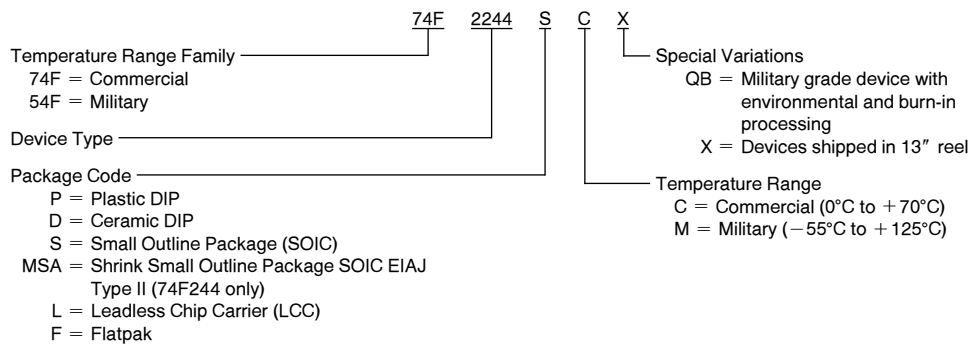 74F 2244 S C X
Temperature Range Family
74F = Commercial
54F = Military
Device Type
Package Code
P = Plastic DIP
D = Ceramic DIP
S = Small Outline Package (SOIC)
MSA = Shrink Small Outline Package SOIC EIAJ
Type II (74F244 only)
L = Leadless Chip Carrier (LCC)
F = Flatpak
Special Variations
QB = Military grade device with
environmental and burn-in
processing
X = Devices shipped in 13″ reel
Temperature Range
C = Commercial (0°C to +70°C)
M = Military (−55°C to +125°C)